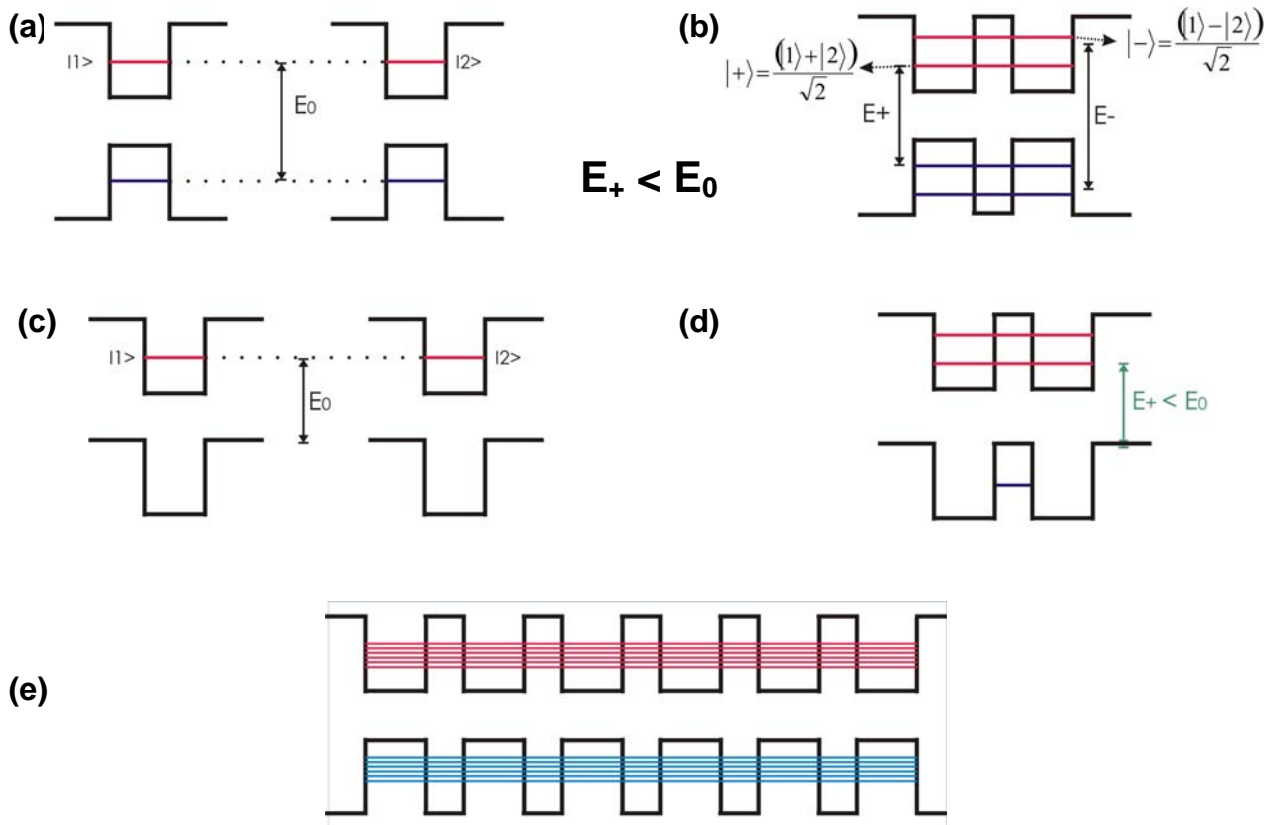 (a)
|1>
|2>
E₀
(b)
|+⟩=(|1⟩+|2⟩)/√2
|−⟩=(|1⟩−|2⟩)/√2
E+
E-
E₊ < E₀
(c)
|1>
|2>
E₀
(d)
E+ < E₀
(e)